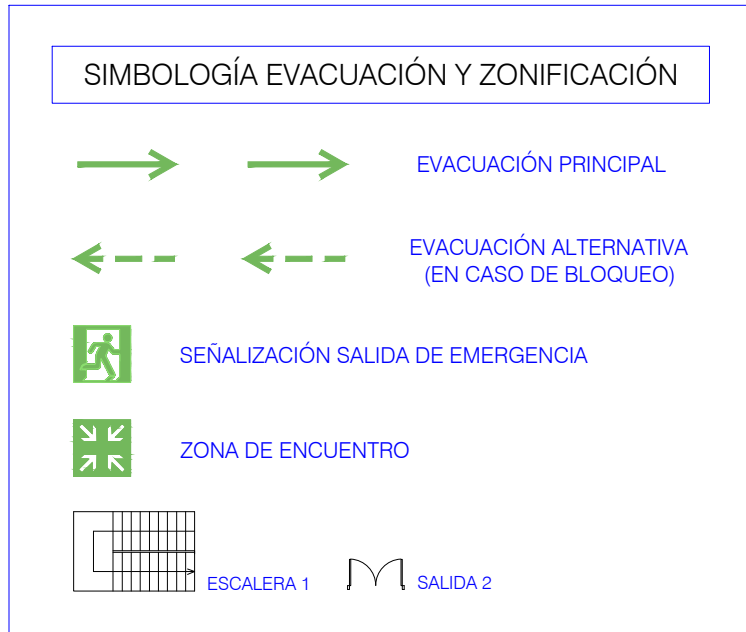 SIMBOLOGÍA EVACUACIÓN Y ZONIFICACIÓN
EVACUACIÓN PRINCIPAL
EVACUACIÓN ALTERNATIVA
(EN CASO DE BLOQUEO)
SEÑALIZACIÓN SALIDA DE EMERGENCIA
ZONA DE ENCUENTRO
ESCALERA 1
SALIDA 2